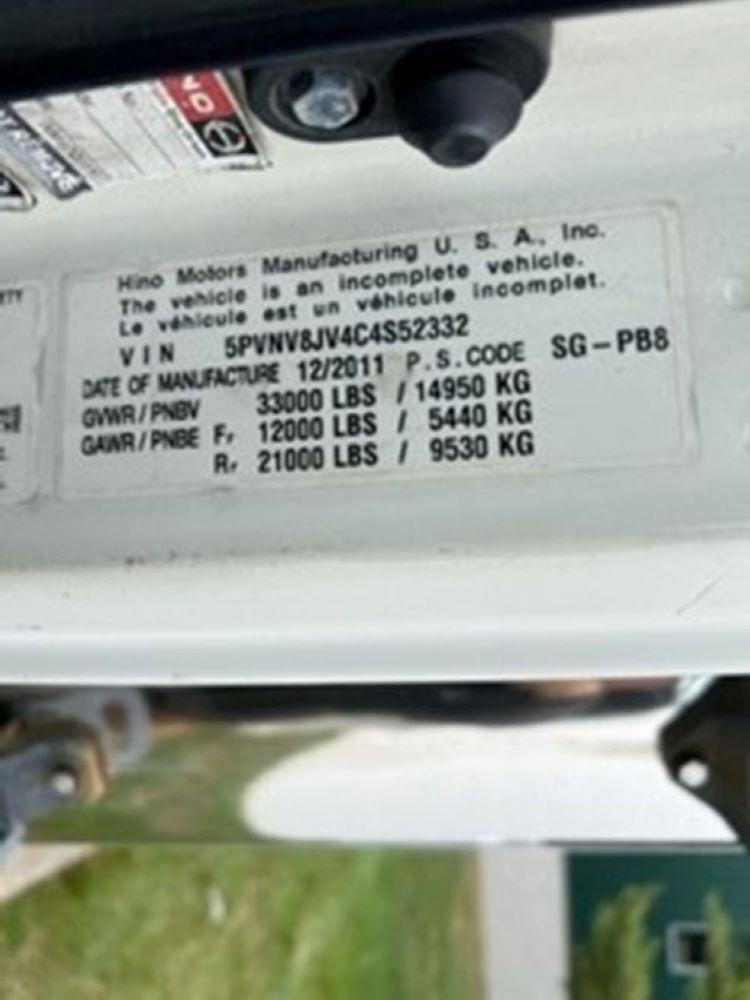 Hino Motors Manufacturing U. S. A., Inc.
The vehicle is an incomplete vehicle.
Le véhicule est un véhicule incomplet.
VIN 5PVNV8JV4C4S52332
DATE OF MANUFACTURE 12/2011 P.S.CODE SG-PB8
GVWR/PNBV 33000 LBS / 14950 KG
GAWR/PNBE Fr 12000 LBS / 5440 KG
Rr 21000 LBS / 9530 KG